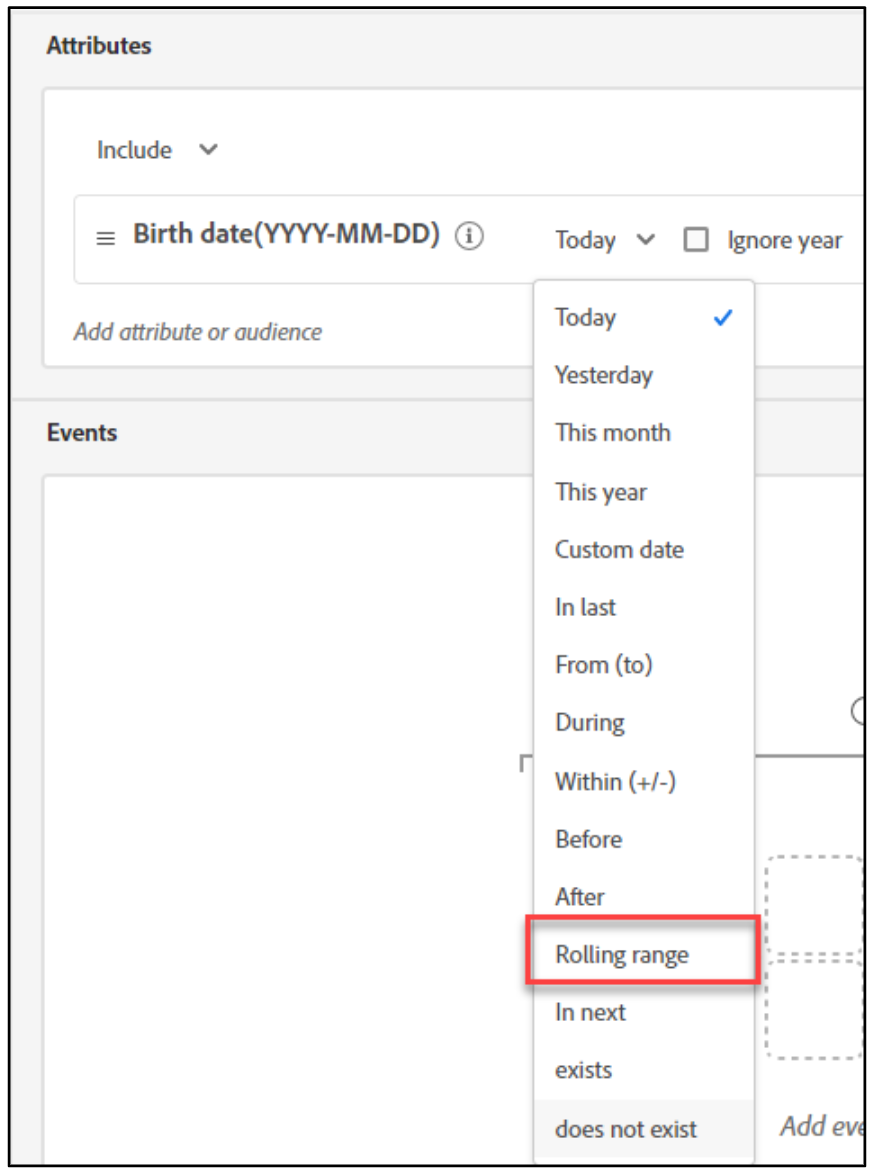 Attributes
Include
Birth date(YYYY-MM-DD)
Today
Ignore year
Today
Yesterday
Add attribute or audience
This month
Events
This year
Custom date
In last
From (to)
During
Within (+/-)
Before
After
Rolling range
In next
exists
does not exist
Add eve